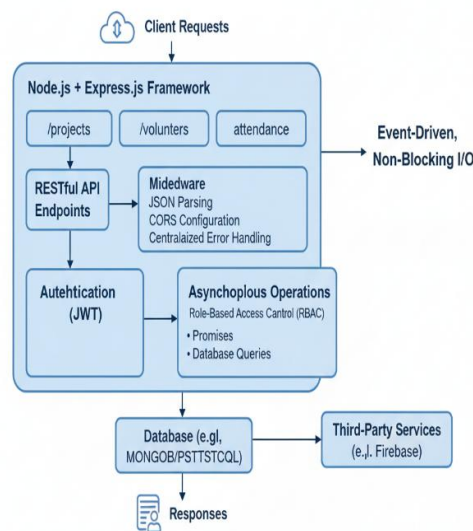 Client Requests
Node.js + Express.js Framework
/projects
/volunters
attendance
Event-Driven,
Non-Blocking I/O
RESTful API
Endpoints
Midedware
JSON Parsing
CORS Configuration
Centralaized Error Handling
Autehtication
(JWT)
Asynchoplous Operations
Role-Based Access Cantrol (RBAC)
• Promises
• Database Queries
Database (e.gl,
MONGOB/PSTTSTCQL)
Third-Party Services
(e.,l. Firebase)
Responses